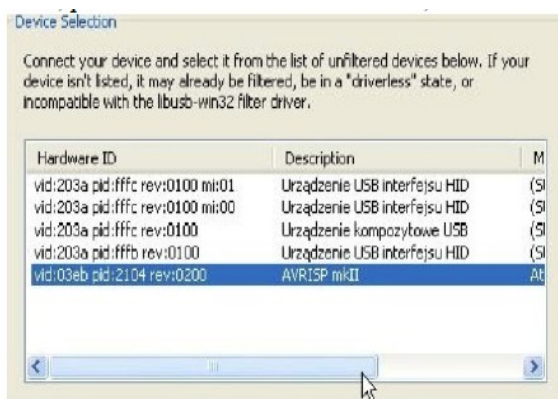 Device Selection
Connect your device and select it from the list of unfiltered devices below. If your
device isn't listed, it may already be filtered, be in a "driverless" state, or
incompatible with the libusb-win32 filter driver.
Hardware ID Description M
vid:203a pid:fffc rev:0100 mi:01 Urządzenie USB interfejsu HID (S
vid:203a pid:fffc rev:0100 mi:00 Urządzenie USB interfejsu HID (S
vid:203a pid:fffc rev:0100 Urządzenie kompozytowe USB (S
vid:203a pid:fffb rev:0100 Urządzenie USB interfejsu HID (S
vid:03eb pid:2104 rev:0200 AVRISP mkII At